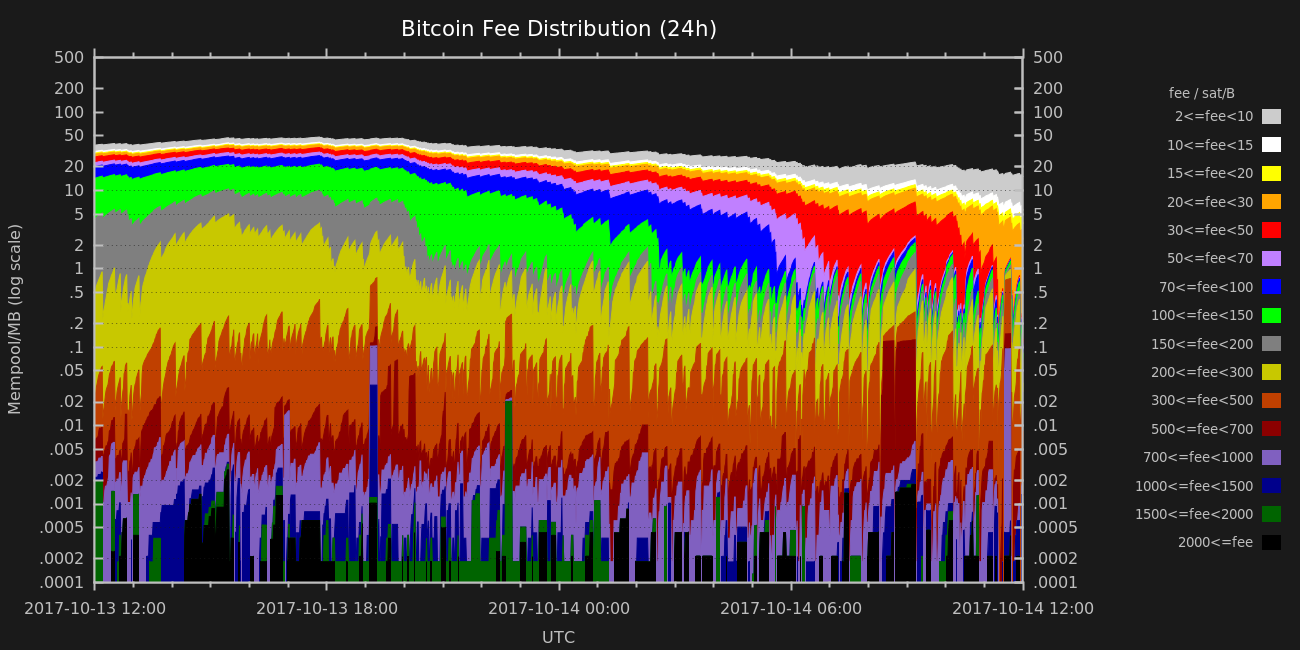 Bitcoin Fee Distribution (24h)
500
200
100
50
20
10
5
2
1
.5
.2
.1
.05
.02
.01
.005
.002
.001
.0005
.0002
.0001
Mempool/MB (log scale)
500
200
100
50
20
10
5
2
1
.5
.2
.1
.05
.02
.01
.005
.002
.001
.0005
.0002
.0001
fee / sat/B
2<=fee<10
10<=fee<15
15<=fee<20
20<=fee<30
30<=fee<50
50<=fee<70
70<=fee<100
100<=fee<150
150<=fee<200
200<=fee<300
300<=fee<500
500<=fee<700
700<=fee<1000
1000<=fee<1500
1500<=fee<2000
2000<=fee
2017-10-13 12:00
2017-10-13 18:00
2017-10-14 00:00
2017-10-14 06:00
2017-10-14 12:00
UTC